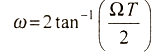 ω = 2 tan⁻¹ (ΩT / 2)